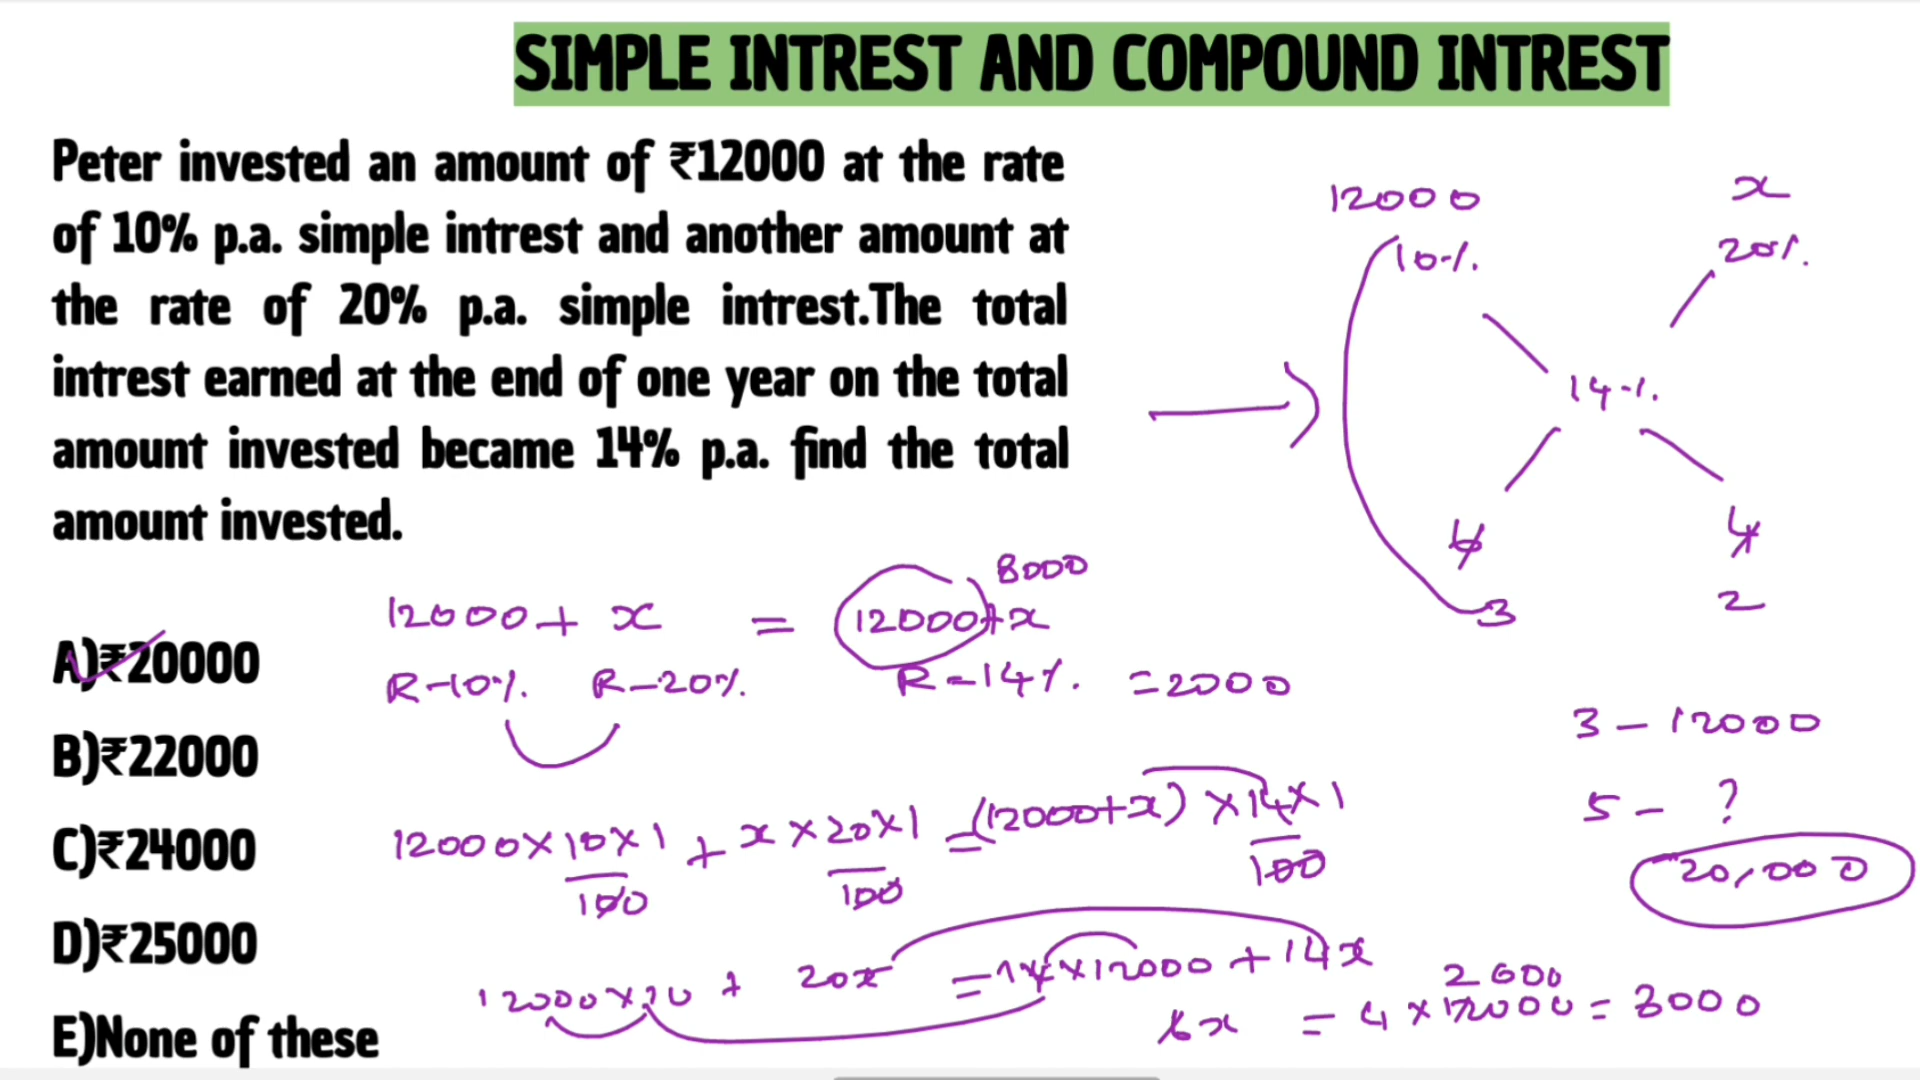 SIMPLE INTREST AND COMPOUND INTREST
Peter invested an amount of ₹12000 at the rate
of 10% p.a. simple intrest and another amount at
the rate of 20% p.a. simple intrest.The total
intrest earned at the end of one year on the total
amount invested became 14% p.a. find the total
amount invested.
A)₹20000
B)₹22000
C)₹24000
D)₹25000
E)None of these
12000 x
10% 20%
14%
6 4
3 2
8000
12000 + x = 12000+x
R-10% R-20% R-14% =2000
12000×10×1 + x×20×1 =(12000+x)×14×1
100 100 100
12000×10 + 20x =14×12000+14x
2000
6x = 4×12000=8000
3 - 12000
5 - ?
20,000